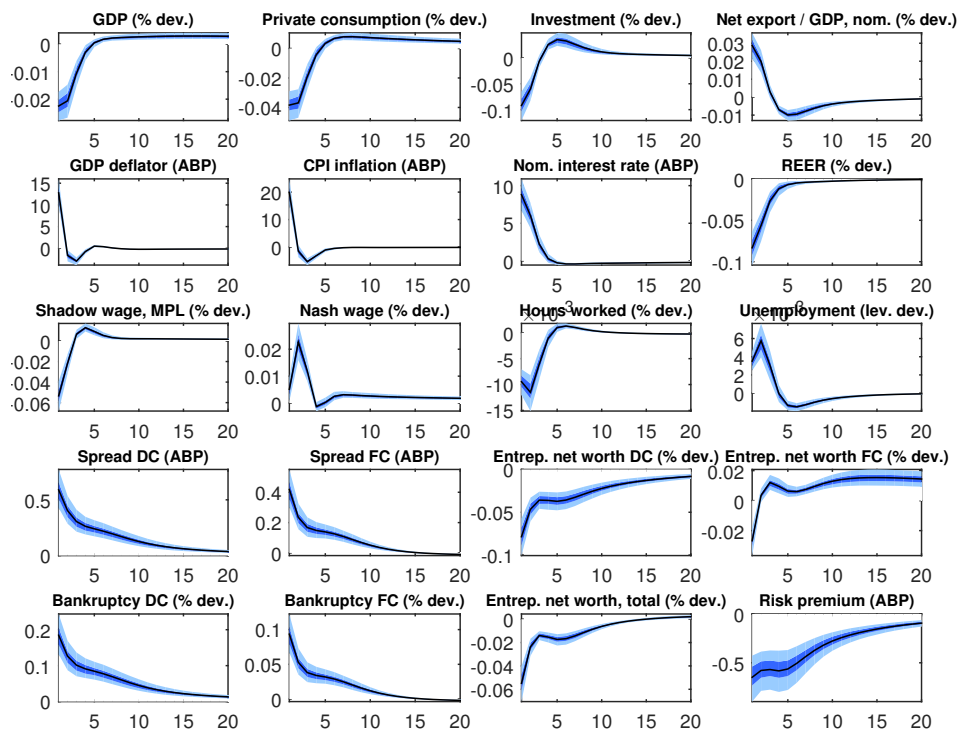 GDP (% dev.) Private consumption (% dev.) Investment (% dev.) Net export / GDP, nom. (% dev.)
0 -0.01 -0.02
0 -0.02 -0.04
0.05 0 -0.05 -0.1
0.03 0.02 0.01 0 -0.01
5 10 15 20 5 10 15 20 5 10 15 20 5 10 15 20
GDP deflator (ABP) CPI inflation (ABP) Nom. interest rate (ABP) REER (% dev.)
15 10 5 0
20 10 0
10 5 0
0 -0.05 -0.1
5 10 15 20 5 10 15 20 5 10 15 20 5 10 15 20
Shadow wage, MPL (% dev.) Nash wage (% dev.) Hours worked (% dev.) Unemployment (lev. dev.)
0.00 -0.02 -0.04 -0.06
0.02 0.01 0
0 -5 -10 -15
6 4 2 0
5 10 15 20 5 10 15 20 5 10 15 20 5 10 15 20
Spread DC (ABP) Spread FC (ABP) Entrep. net worth DC (% dev.) Entrep. net worth FC (% dev.)
0.5 0
0.4 0.2 0
0 -0.05 -0.1
0.02 0 -0.02
5 10 15 20 5 10 15 20 5 10 15 20 5 10 15 20
Bankruptcy DC (% dev.) Bankruptcy FC (% dev.) Entrep. net worth, total (% dev.) Risk premium (ABP)
0.2 0.1 0
0.1 0.05 0
0 -0.02 -0.04 -0.06
0 -0.5
5 10 15 20 5 10 15 20 5 10 15 20 5 10 15 20